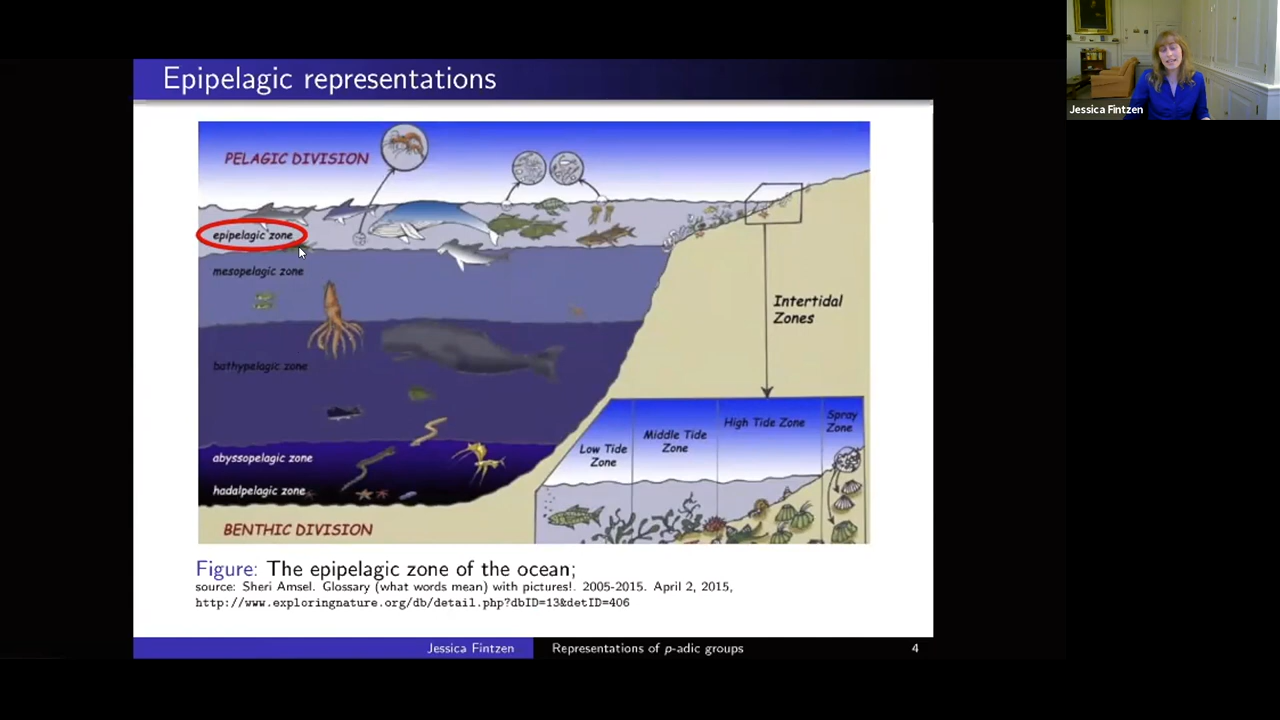 Epipelagic representations
Jessica Fintzen
PELAGIC DIVISION
epipelagic zone
mesopelagic zone
bathypelagic zone
abyssopelagic zone
hadalpelagic zone
BENTHIC DIVISION
Intertidal
Zones
Low Tide
Zone
Middle Tide
Zone
High Tide Zone
Spray
Zone
Figure: The epipelagic zone of the ocean;
source: Sheri Amsel. Glossary (what words mean) with pictures!. 2005-2015. April 2, 2015,
http://www.exploringnature.org/db/detail.php?dbID=13&detID=406
Jessica Fintzen
Representations of p-adic groups
4